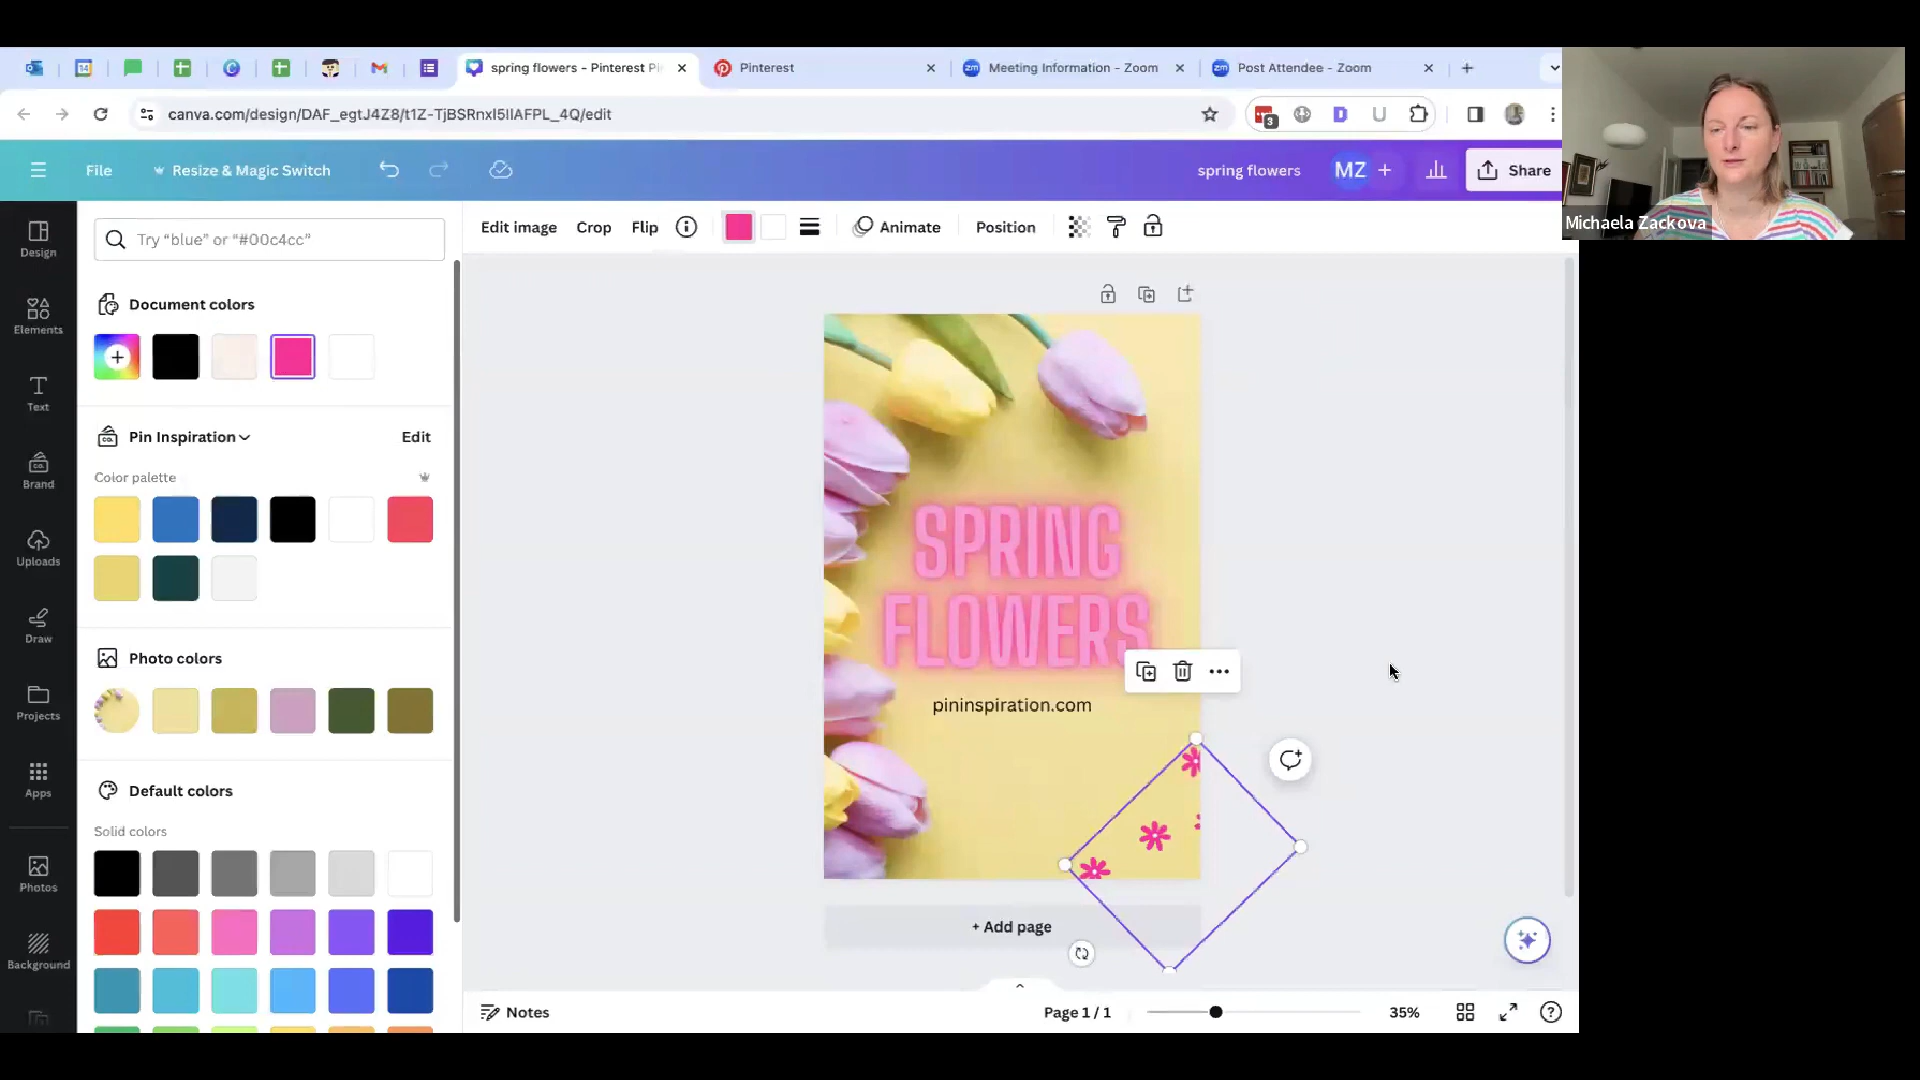 spring flowers – Pinterest Pi
Pinterest
Meeting Information - Zoom
Post Attendee - Zoom
canva.com/design/DAF_egtJ4Z8/t1Z-TjBSRnxI5IIAFPL_4Q/edit
3
File
Resize & Magic Switch
spring flowers
MZ
Share
Michaela Zackova
Design
Elements
Text
Brand
Uploads
Draw
Projects
Apps
Photos
Background
Try “blue” or “#00c4cc”
Document colors
Pin Inspiration
Edit
Color palette
Photo colors
Default colors
Solid colors
Edit image
Crop
Flip
Animate
Position
SPRING
FLOWERS
pininspiration.com
+ Add page
Notes
Page 1 / 1
35%